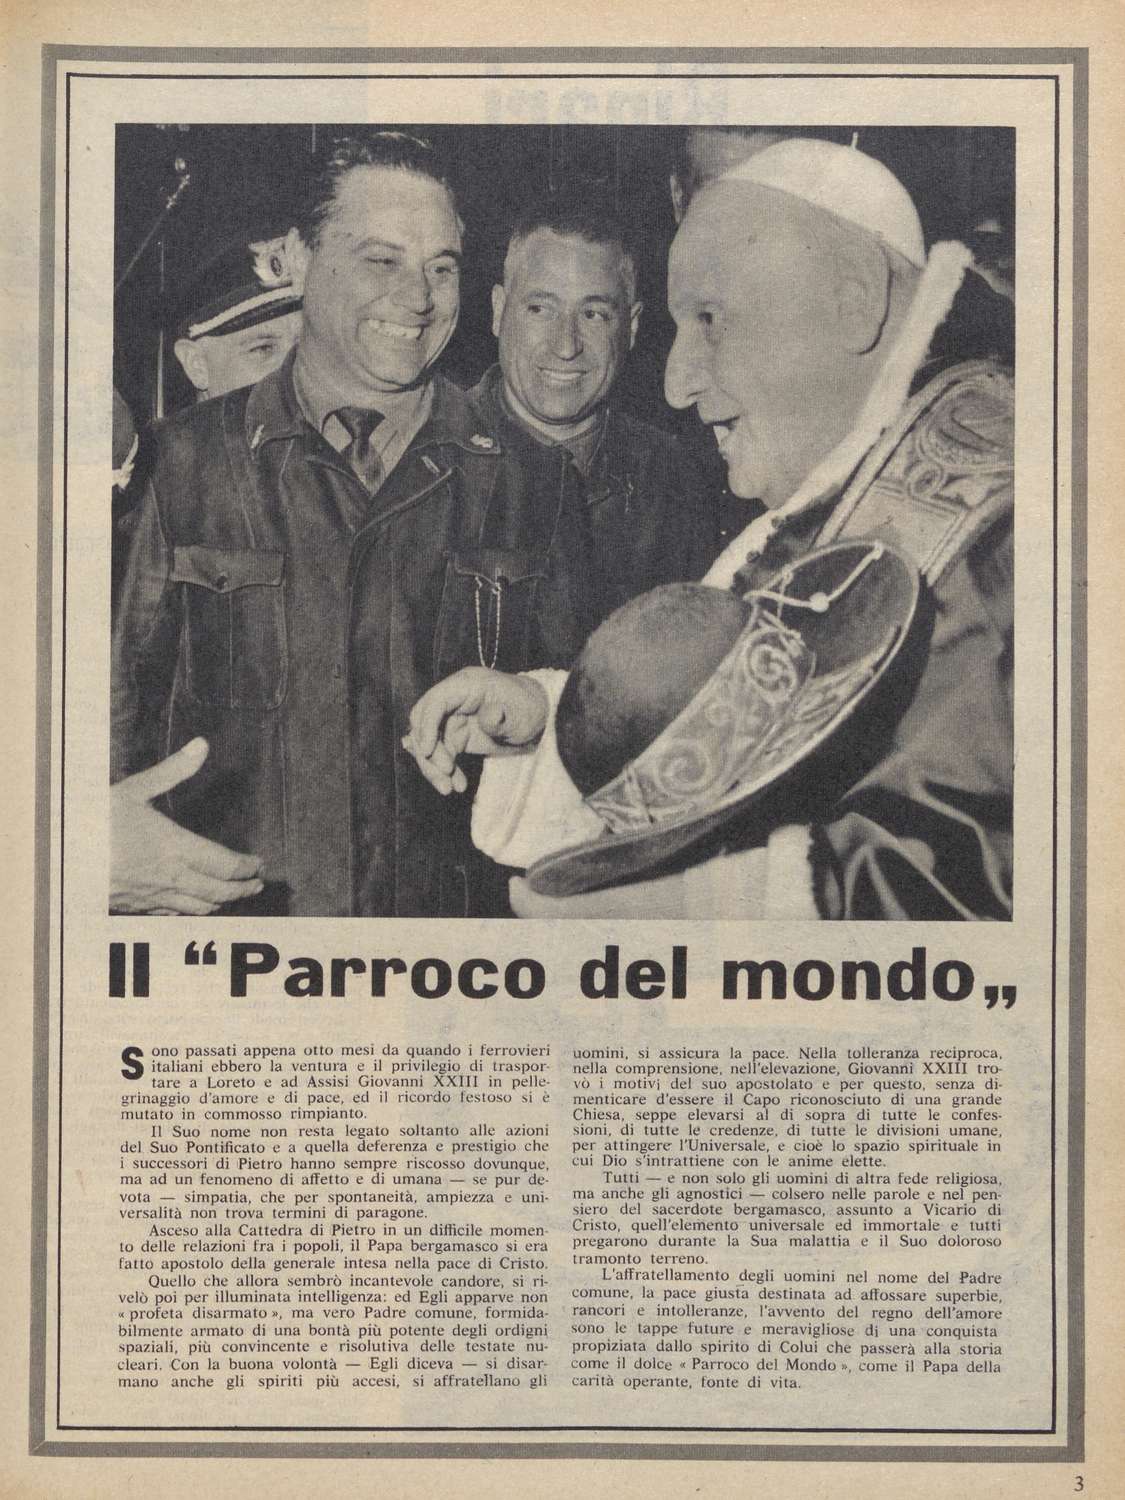 Il “Parroco del mondo„
Sono passati appena otto mesi da quando i ferrovieri
italiani ebbero la ventura e il privilegio di traspor-
tare a Loreto e ad Assisi Giovanni XXIII in pelle-
grinaggio d'amore e di pace, ed il ricordo festoso si è
mutato in commosso rimpianto.
Il Suo nome non resta legato soltanto alle azioni
del Suo Pontificato e a quella deferenza e prestigio che
i successori di Pietro hanno sempre riscosso dovunque,
ma ad un fenomeno di affetto e di umana — se pur de-
vota — simpatia, che per spontaneità, ampiezza e uni-
versalità non trova termini di paragone.
Asceso alla Cattedra di Pietro in un difficile momen-
to delle relazioni fra i popoli, il Papa bergamasco si era
fatto apostolo della generale intesa nella pace di Cristo.
Quello che allora sembrò incantevole candore, si ri-
velò poi per illuminata intelligenza: ed Egli apparve non
« profeta disarmato », ma vero Padre comune, formida-
bilmente armato di una bontà più potente degli ordigni
spaziali, più convincente e risolutiva delle testate nu-
cleari. Con la buona volontà — Egli diceva — si disar-
mano anche gli spiriti più accesi, si affratellano gli
uomini, si assicura la pace. Nella tolleranza reciproca,
nella comprensione, nell'elevazione, Giovanni XXIII tro-
vò i motivi del suo apostolato e per questo, senza di-
menticare d'essere il Capo riconosciuto di una grande
Chiesa, seppe elevarsi al di sopra di tutte le confes-
sioni, di tutte le credenze, di tutte le divisioni umane,
per attingere l'Universale, e cioè lo spazio spirituale in
cui Dio s'intrattiene con le anime elette.
Tutti — e non solo gli uomini di altra fede religiosa,
ma anche gli agnostici — colsero nelle parole e nel pen-
siero del sacerdote bergamasco, assunto a Vicario di
Cristo, quell'elemento universale ed immortale e tutti
pregarono durante la Sua malattia e il Suo doloroso
tramonto terreno.
L'affratellamento degli uomini nel nome del Padre
comune, la pace giusta destinata ad affossare superbie,
rancori e intolleranze, l'avvento del regno dell'amore
sono le tappe future e meravigliose di una conquista
propiziata dallo spirito di Colui che passerà alla storia
come il dolce « Parroco del Mondo », come il Papa della
carità operante, fonte di vita.
3